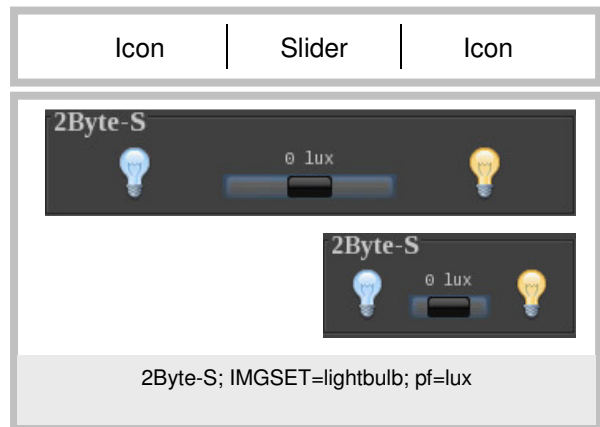 Icon Slider Icon
2Byte-S
0 lux
2Byte-S
0 lux
2Byte-S; IMGSET=lightbulb; pf=lux